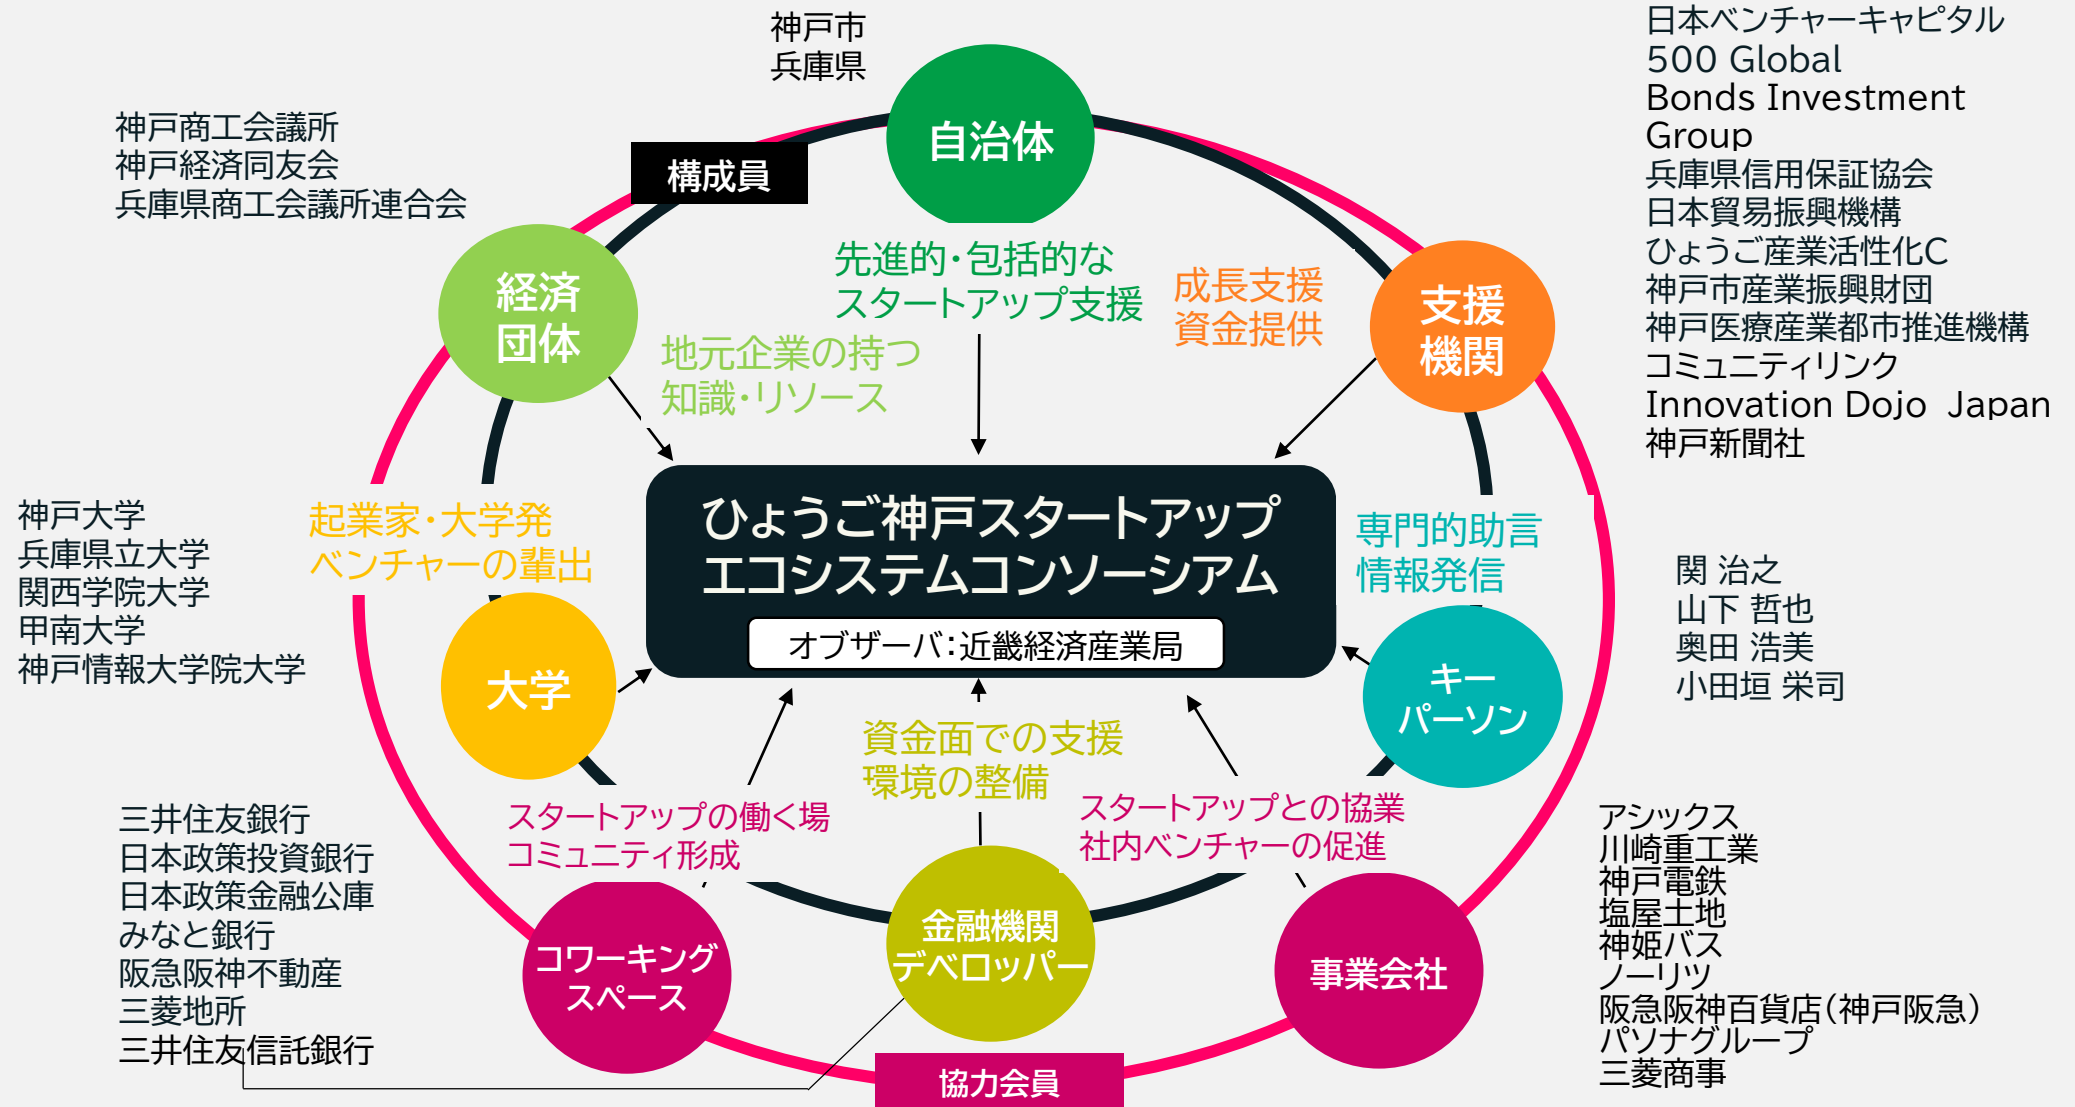 神戸市
兵庫県
日本ベンチャーキャピタル
500 Global
Bonds Investment
Group
兵庫県信用保証協会
日本貿易振興機構
ひょうご産業活性化C
神戸市産業振興財団
神戸医療産業都市推進機構
コミュニティリンク
Innovation Dojo Japan
神戸新聞社
神戸商工会議所
神戸経済同友会
兵庫県商工会議所連合会
構成員
自治体
経済
団体
支援
機関
先進的・包括的な
スタートアップ支援
成長支援
資金提供
地元企業の持つ
知識・リソース
神戸大学
兵庫県立大学
関西学院大学
甲南大学
神戸情報大学院大学
起業家・大学発
ベンチャーの輩出
ひょうご神戸スタートアップ
エコシステムコンソーシアム
オブザーバ：近畿経済産業局
専門的助言
情報発信
関 治之
山下 哲也
奥田 浩美
小田垣 栄司
大学
キー
パーソン
資金面での支援
環境の整備
スタートアップの働く場
コミュニティ形成
スタートアップとの協業
社内ベンチャーの促進
三井住友銀行
日本政策投資銀行
日本政策金融公庫
みなと銀行
阪急阪神不動産
三菱地所
三井住友信託銀行
コワーキング
スペース
金融機関
デベロッパー
事業会社
アシックス
川崎重工業
神戸電鉄
塩屋土地
神姫バス
ノーリツ
阪急阪神百貨店（神戸阪急）
パソナグループ
三菱商事
協力会員